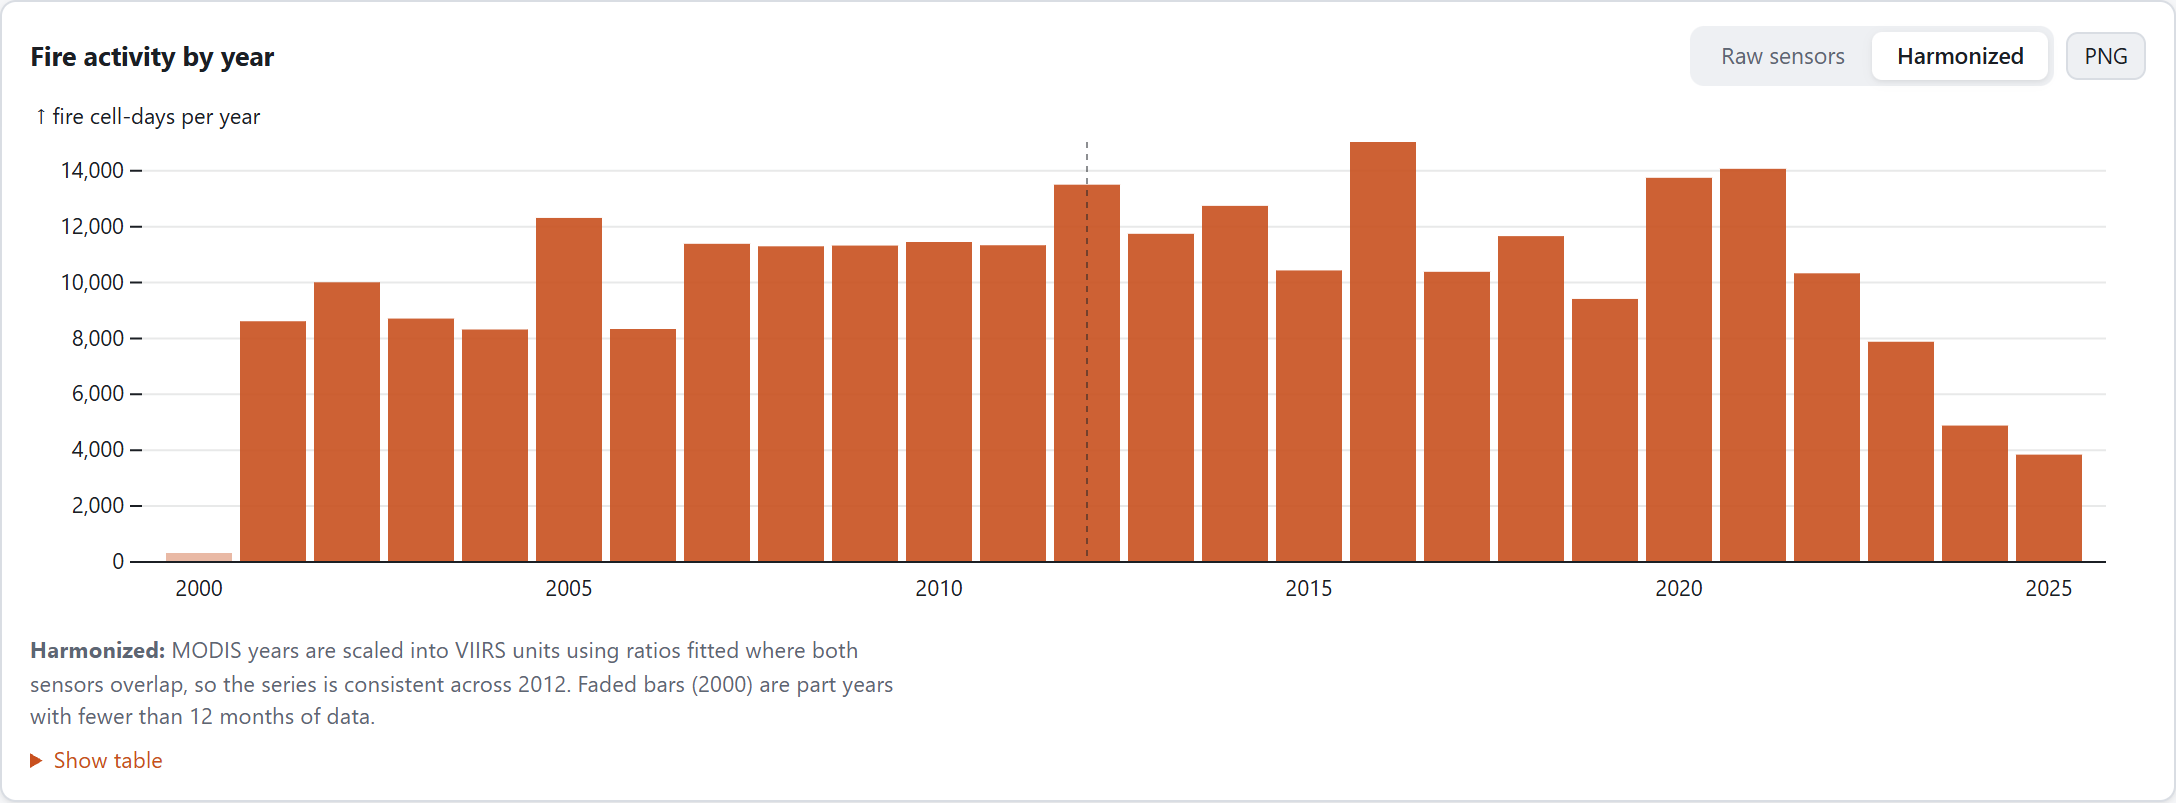 Fire activity by year
Raw sensors
Harmonized
PNG
↑ fire cell-days per year
14,000
12,000
10,000
8,000
6,000
4,000
2,000
0
2000
2005
2010
2015
2020
2025
Harmonized: MODIS years are scaled into VIIRS units using ratios fitted where both
sensors overlap, so the series is consistent across 2012. Faded bars (2000) are part years
with fewer than 12 months of data.
Show table